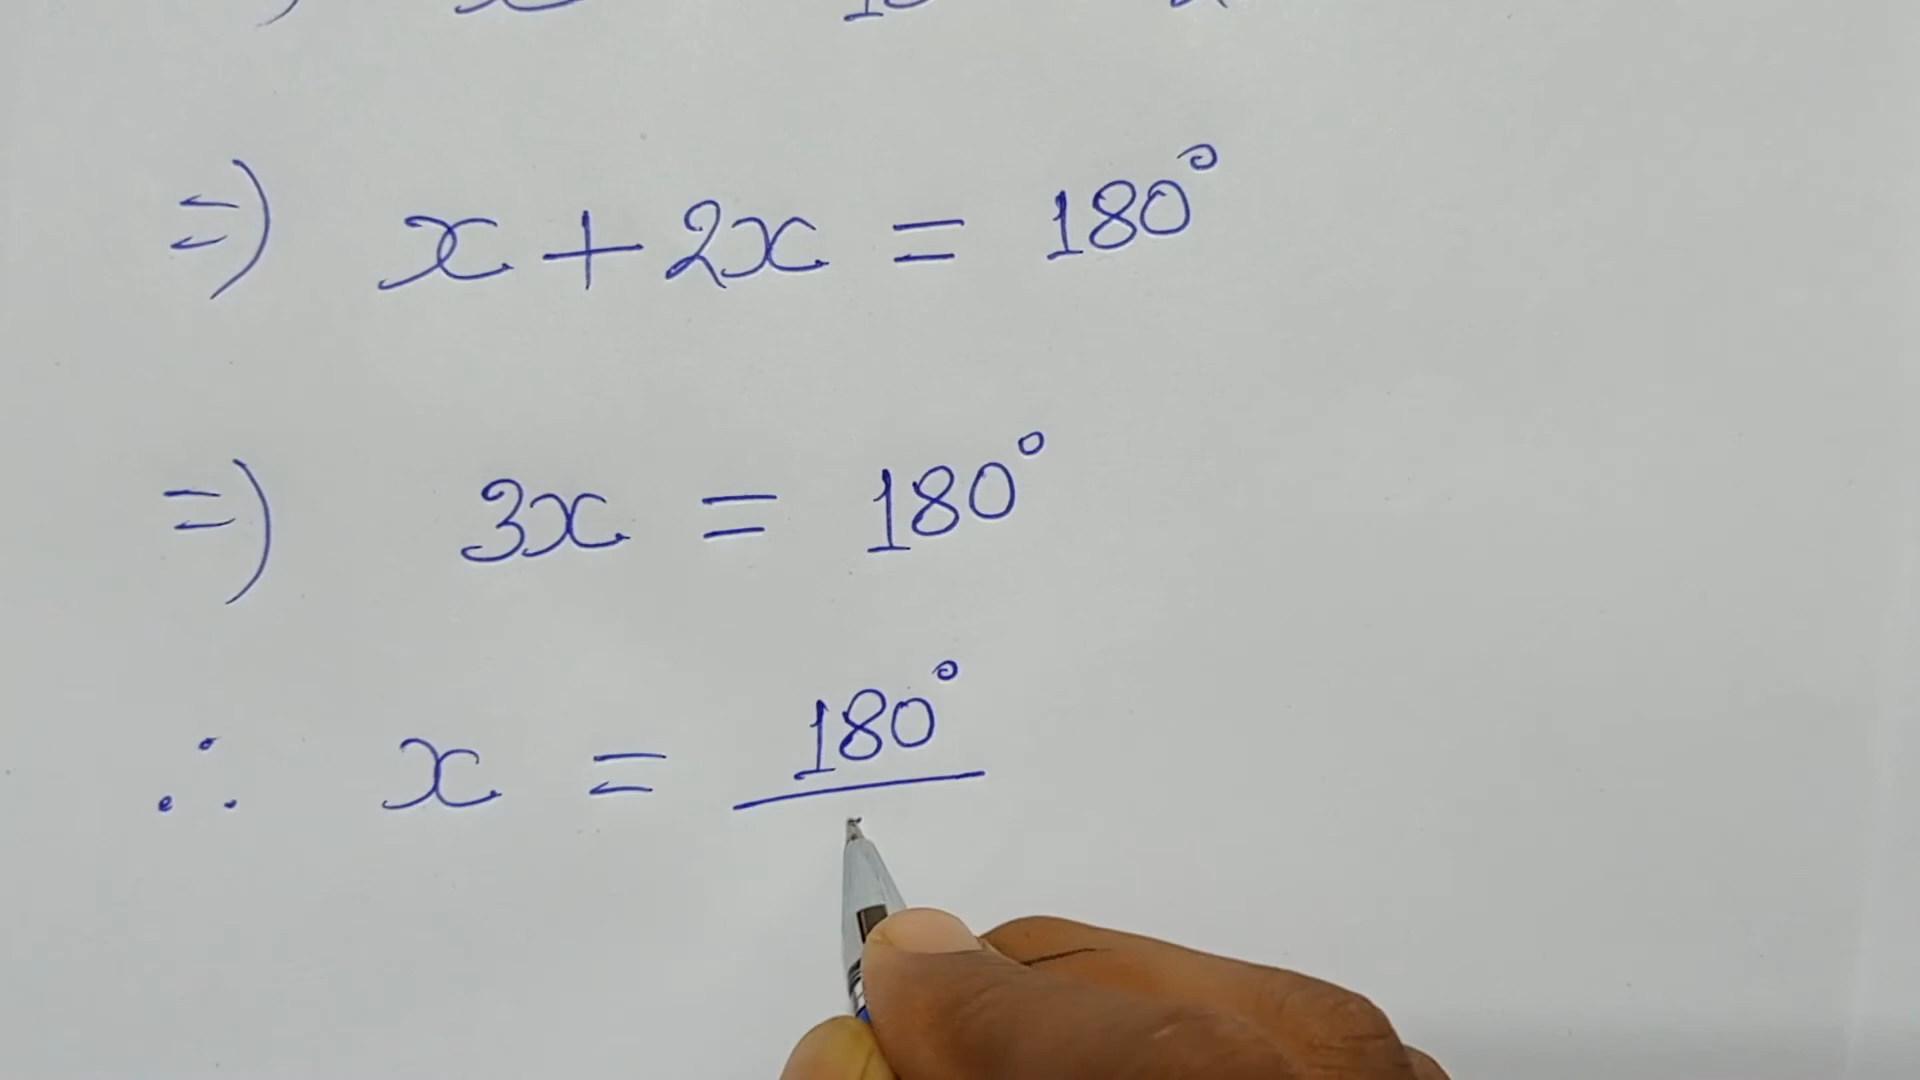 => x + 2x = 180°
=> 3x = 180°
∴ x = 180°/